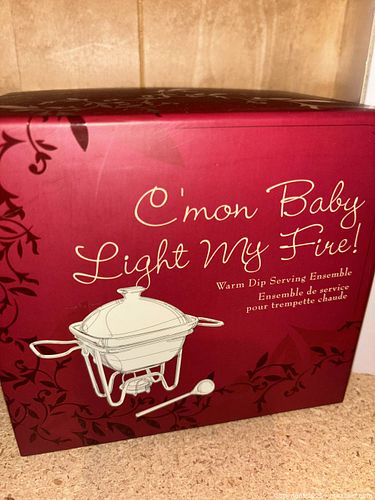 C'mon Baby
Light My Fire!
Warm Dip Serving Ensemble
Ensemble de service
pour trempette chaude